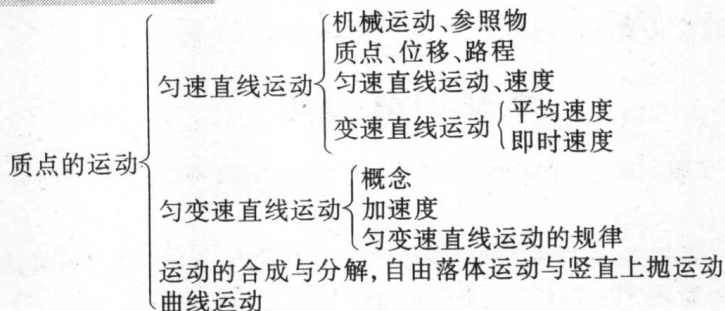 机械运动、参照物
质点、位移、路程
匀速直线运动
匀速直线运动、速度
变速直线运动
平均速度
即时速度
质点的运动
概念
匀变速直线运动
加速度
匀变速直线运动的规律
运动的合成与分解,自由落体运动与竖直上抛运动
曲线运动